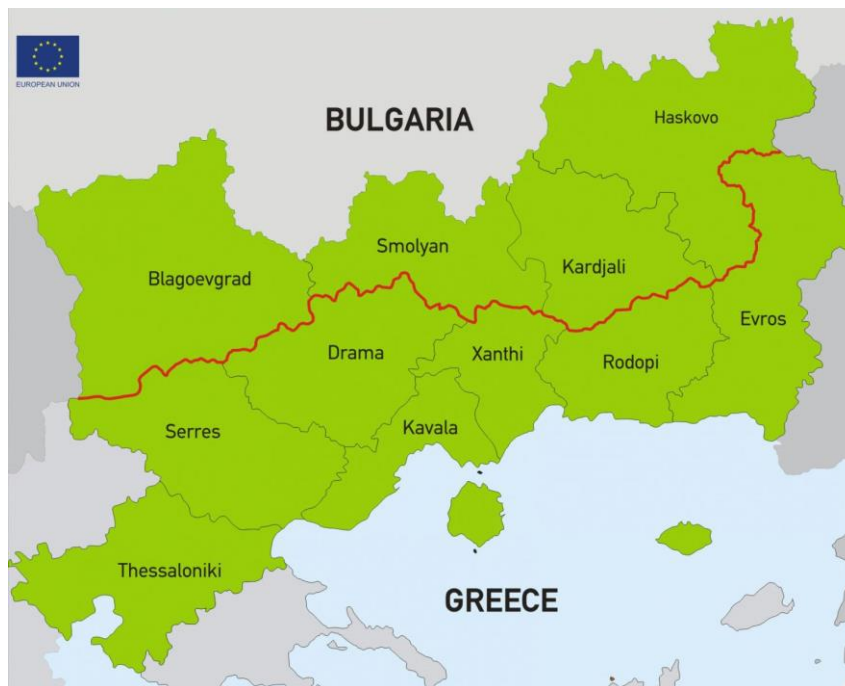 EUROPEAN UNION
BULGARIA
Haskovo
Smolyan
Blagoevgrad
Kardjali
Evros
Drama
Xanthi
Rodopi
Serres
Kavala
Thessaloniki
GREECE